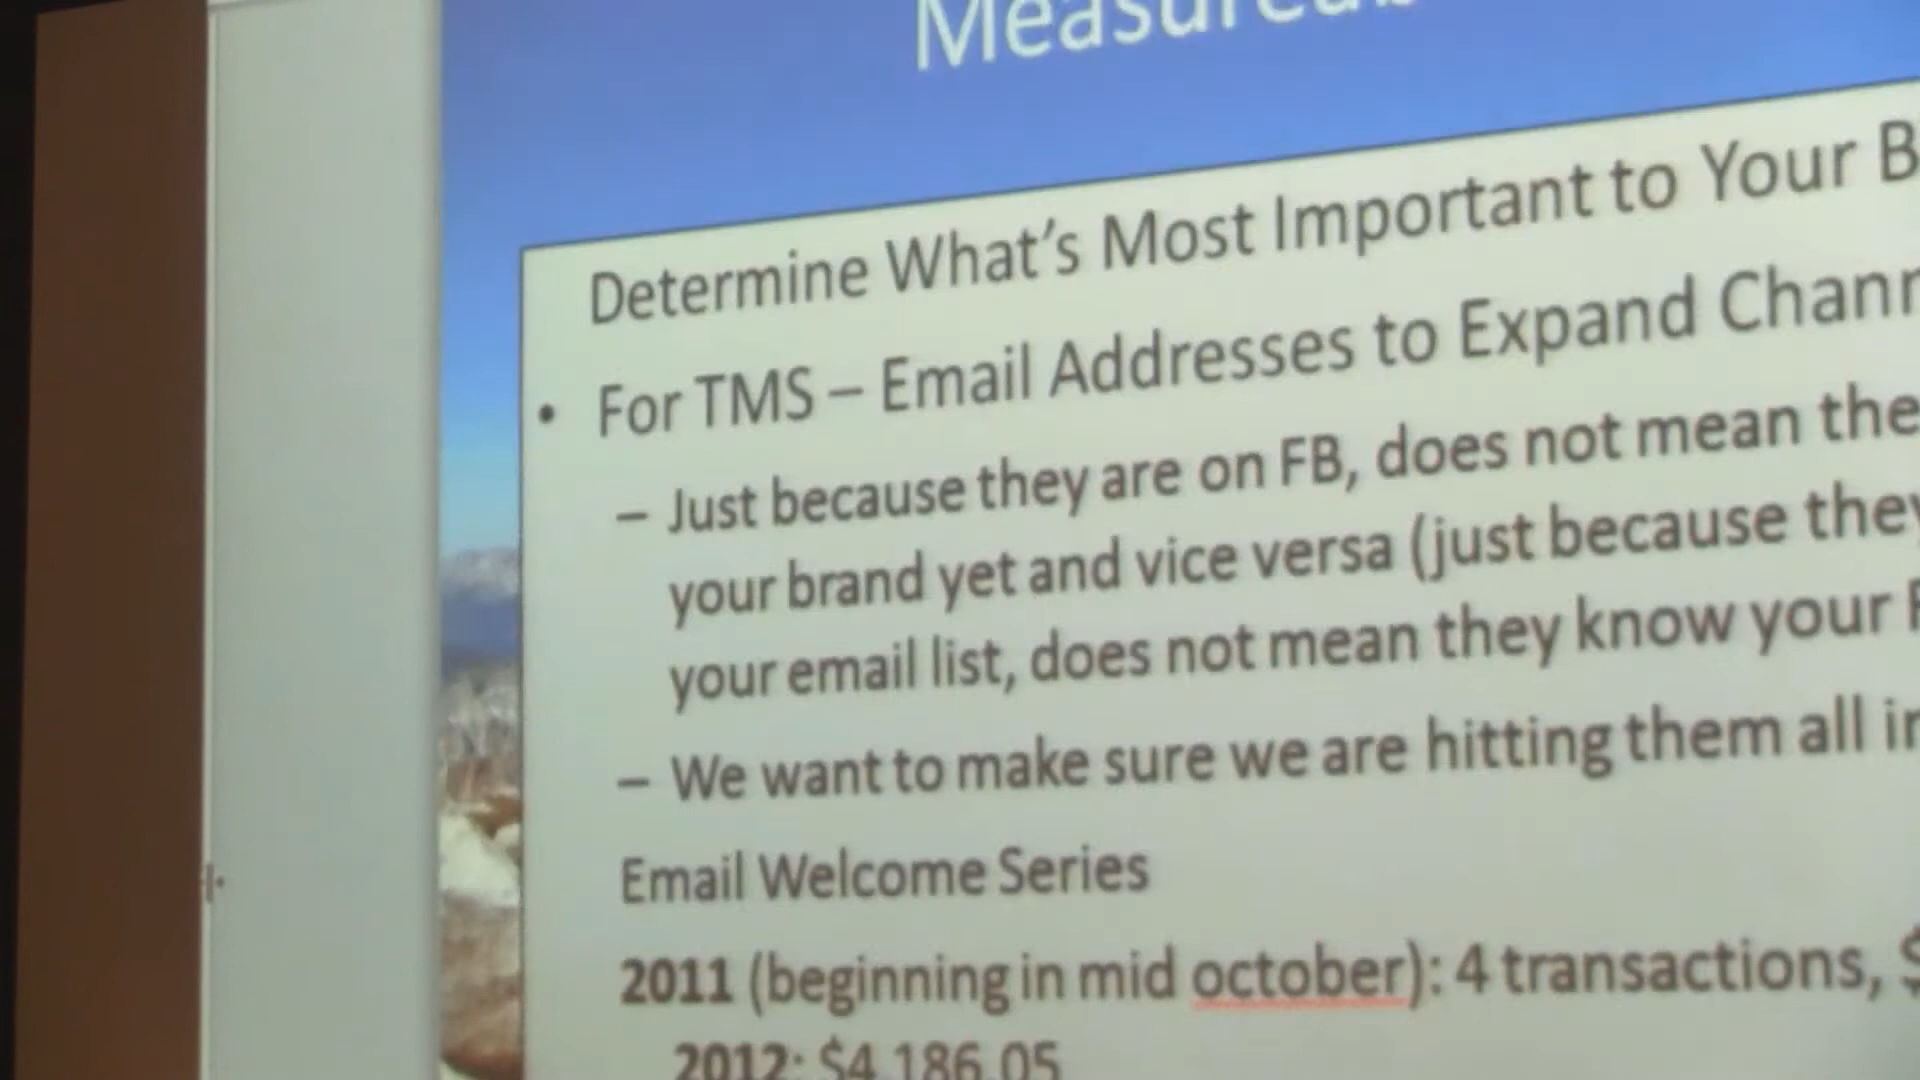 Determine What's Most Important to Your
• For TMS – Email Addresses to Expand
– Just because they are on FB, does not mean
your brand yet and vice versa (just because they
your email list, does not mean they know your
– We want to make sure we are hitting them all
Email Welcome Series
2011 (beginning in mid october): 4 transactions,
2012: $4,186.05